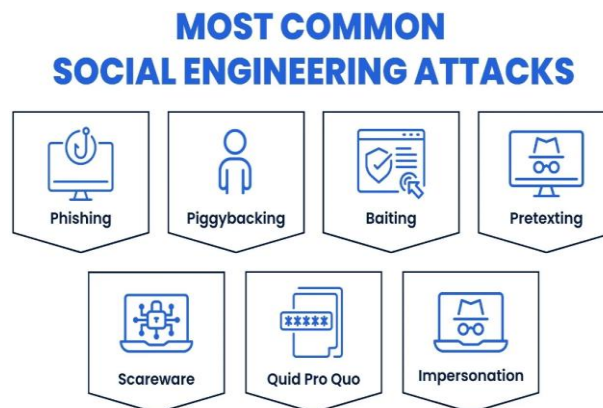 MOST COMMON
SOCIAL ENGINEERING ATTACKS
Phishing
Piggybacking
Baiting
Pretexting
*****
Scareware
Quid Pro Quo
Impersonation